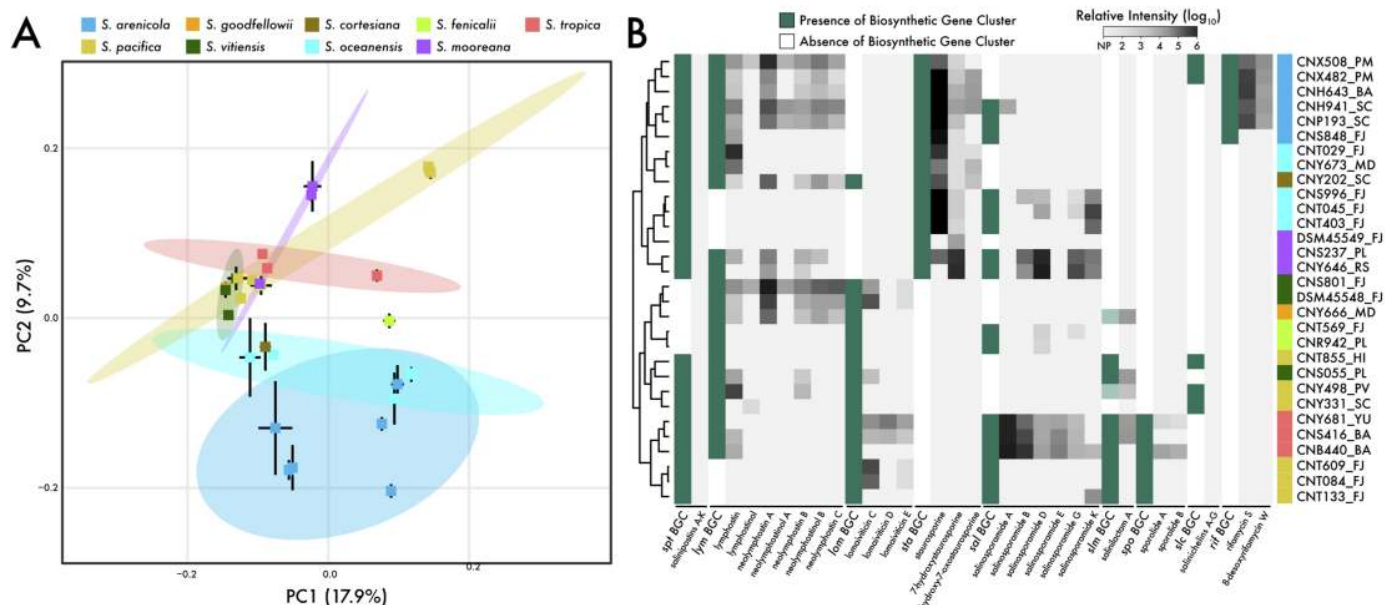 A
S. arenicola S. goodfellowii S. cortesiana S. fenicalii S. tropica
S. pacifica S. vitiensis S. oceanensis S. mooreana
PC2 (9.7%)
0.2
0.0
−0.2
−0.2 0.0 0.2
PC1 (17.9%)
B
Presence of Biosynthetic Gene Cluster
Absence of Biosynthetic Gene Cluster
Relative Intensity (log10)
NP 2 3 4 5 6
CNX508_PM
CNX482_PM
CNH643_BA
CNH941_SC
CNP193_SC
CNS848_FJ
CNT029_FJ
CNY673_MD
CNY202_SC
CNS996_FJ
CNT045_FJ
CNT403_FJ
DSM45549_FJ
CNS237_PL
CNY646_RS
CNS801_FJ
DSM45548_FJ
CNY666_MD
CNT569_FJ
CNR942_PL
CNT855_HI
CNS055_PL
CNY498_PV
CNY331_SC
CNY681_YU
CNS416_BA
CNB440_BA
CNT609_FJ
CNT084_FJ
CNT133_FJ
spt BGC
salinipostins A-K
lym BGC
lymphostin
lymphostinol
neolymphostin A
neolymphostinol A
neolymphostin B
neolymphostinol B
neolymphostin C
lom BGC
lomaiviticin C
lomaiviticin D
lomaiviticin E
sta BGC
staurosporine
7-hydroxystaurosporine
hydroxy-7-oxostaurosporine
sal BGC
salinosporamide A
salinosporamide B
salinosporamide D
salinosporamide E
salinosporamide G
salinosporamide K
slm BGC
salinilactam A
spo BGC
sporolide A
sporolide B
slc BGC
salinichelins A-G
rif BGC
rifamycin S
8-desoxyrifamycin W